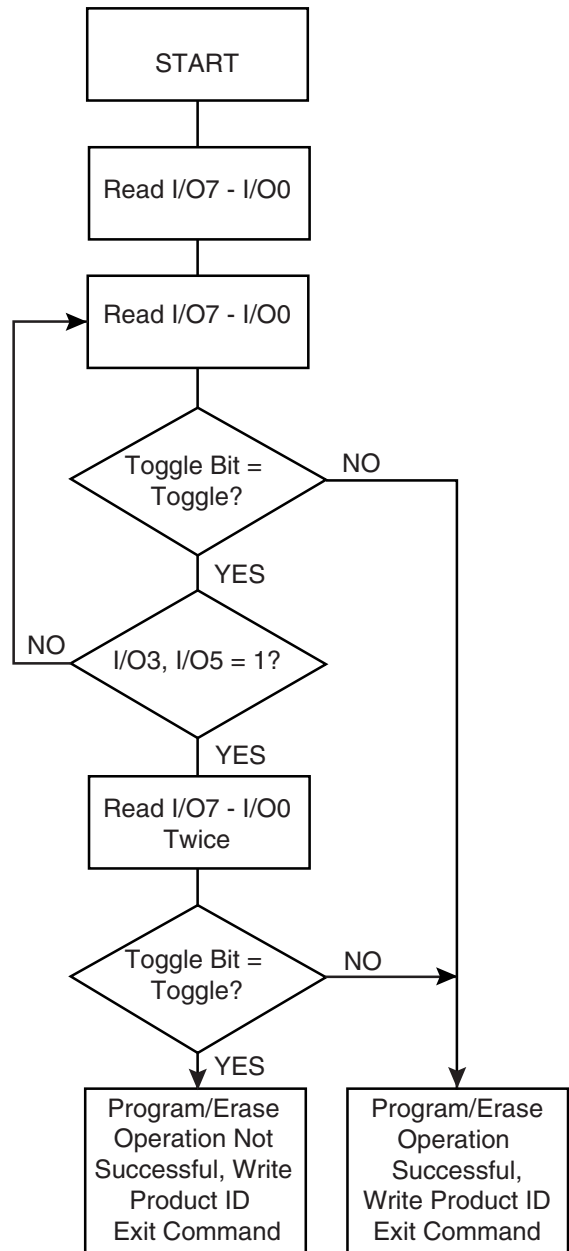 START
Read I/O7 - I/O0
Read I/O7 - I/O0
Toggle Bit =
Toggle?
NO
YES
NO
I/O3, I/O5 = 1?
YES
Read I/O7 - I/O0
Twice
Toggle Bit =
Toggle?
NO
YES
Program/Erase
Operation Not
Successful, Write
Product ID
Exit Command
Program/Erase
Operation
Successful,
Write Product ID
Exit Command